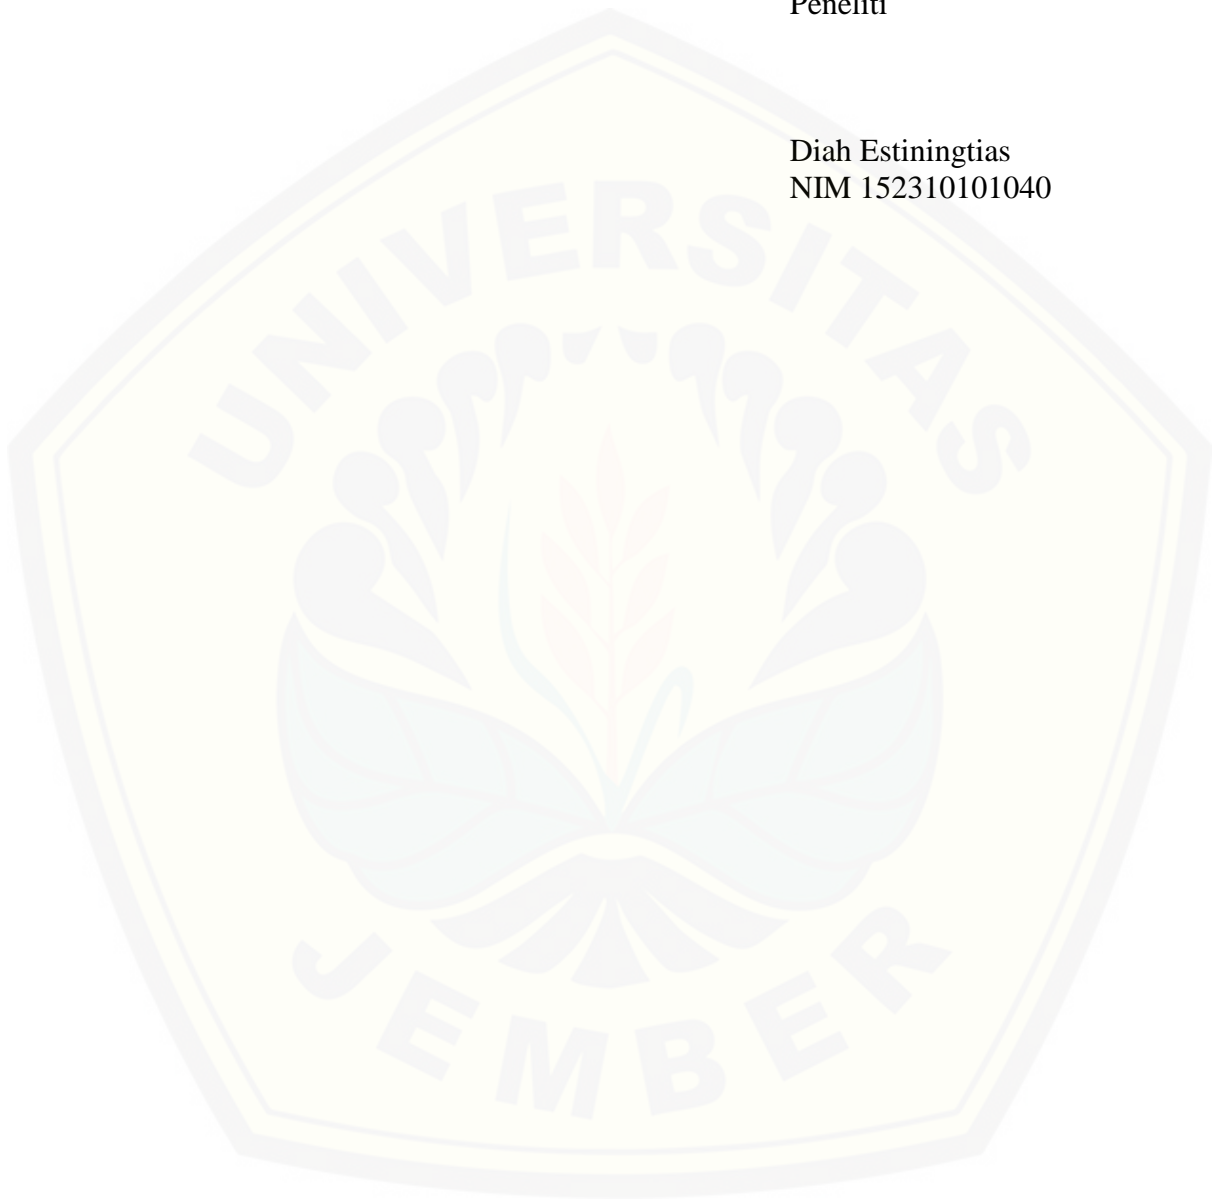 Peneliti
Diah Estiningtias
NIM 152310101040
UNIVERSITAS
JEMBER